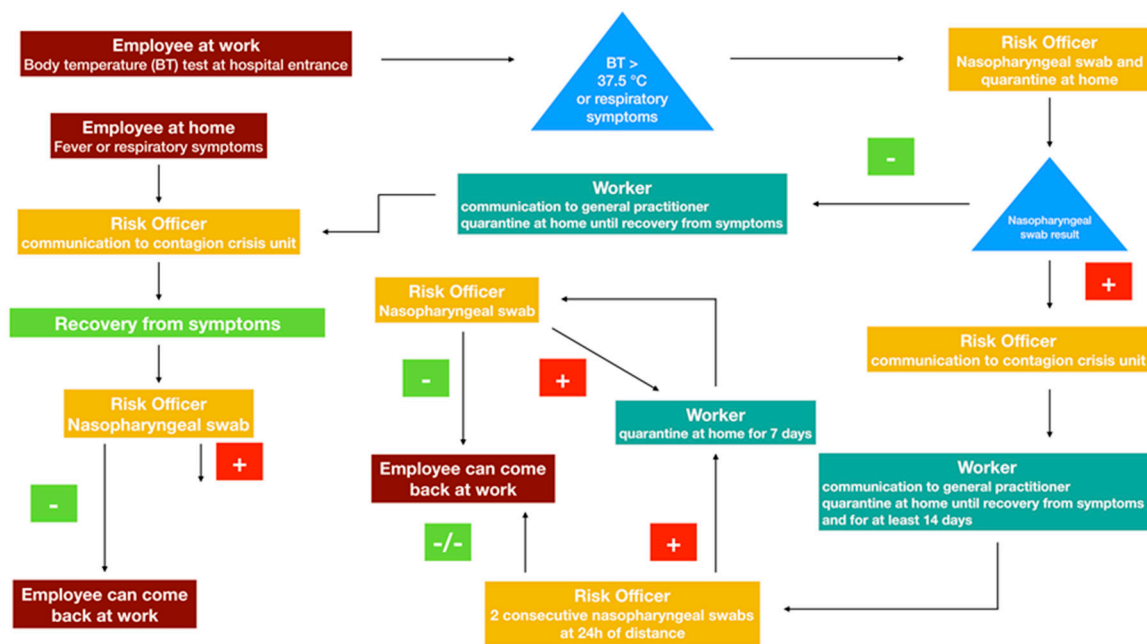 Employee at work
Body temperature (BT) test at hospital entrance
BT >
37.5 °C
or respiratory
symptoms
Risk Officer
Nasopharyngeal swab and
quarantine at home
Employee at home
Fever or respiratory symptoms
-
Worker
communication to general practitioner
quarantine at home until recovery from symptoms
Nasopharyngeal
swab result
Risk Officer
communication to contagion crisis unit
+
Risk Officer
Nasopharyngeal swab
Recovery from symptoms
Risk Officer
communication to contagion crisis unit
-
+
Risk Officer
Nasopharyngeal swab
Worker
quarantine at home for 7 days
+
-
Employee can come
back at work
Worker
communication to general practitioner
quarantine at home until recovery from symptoms
and for at least 14 days
-/-
+
Employee can come
back at work
Risk Officer
2 consecutive nasopharyngeal swabs
at 24h of distance